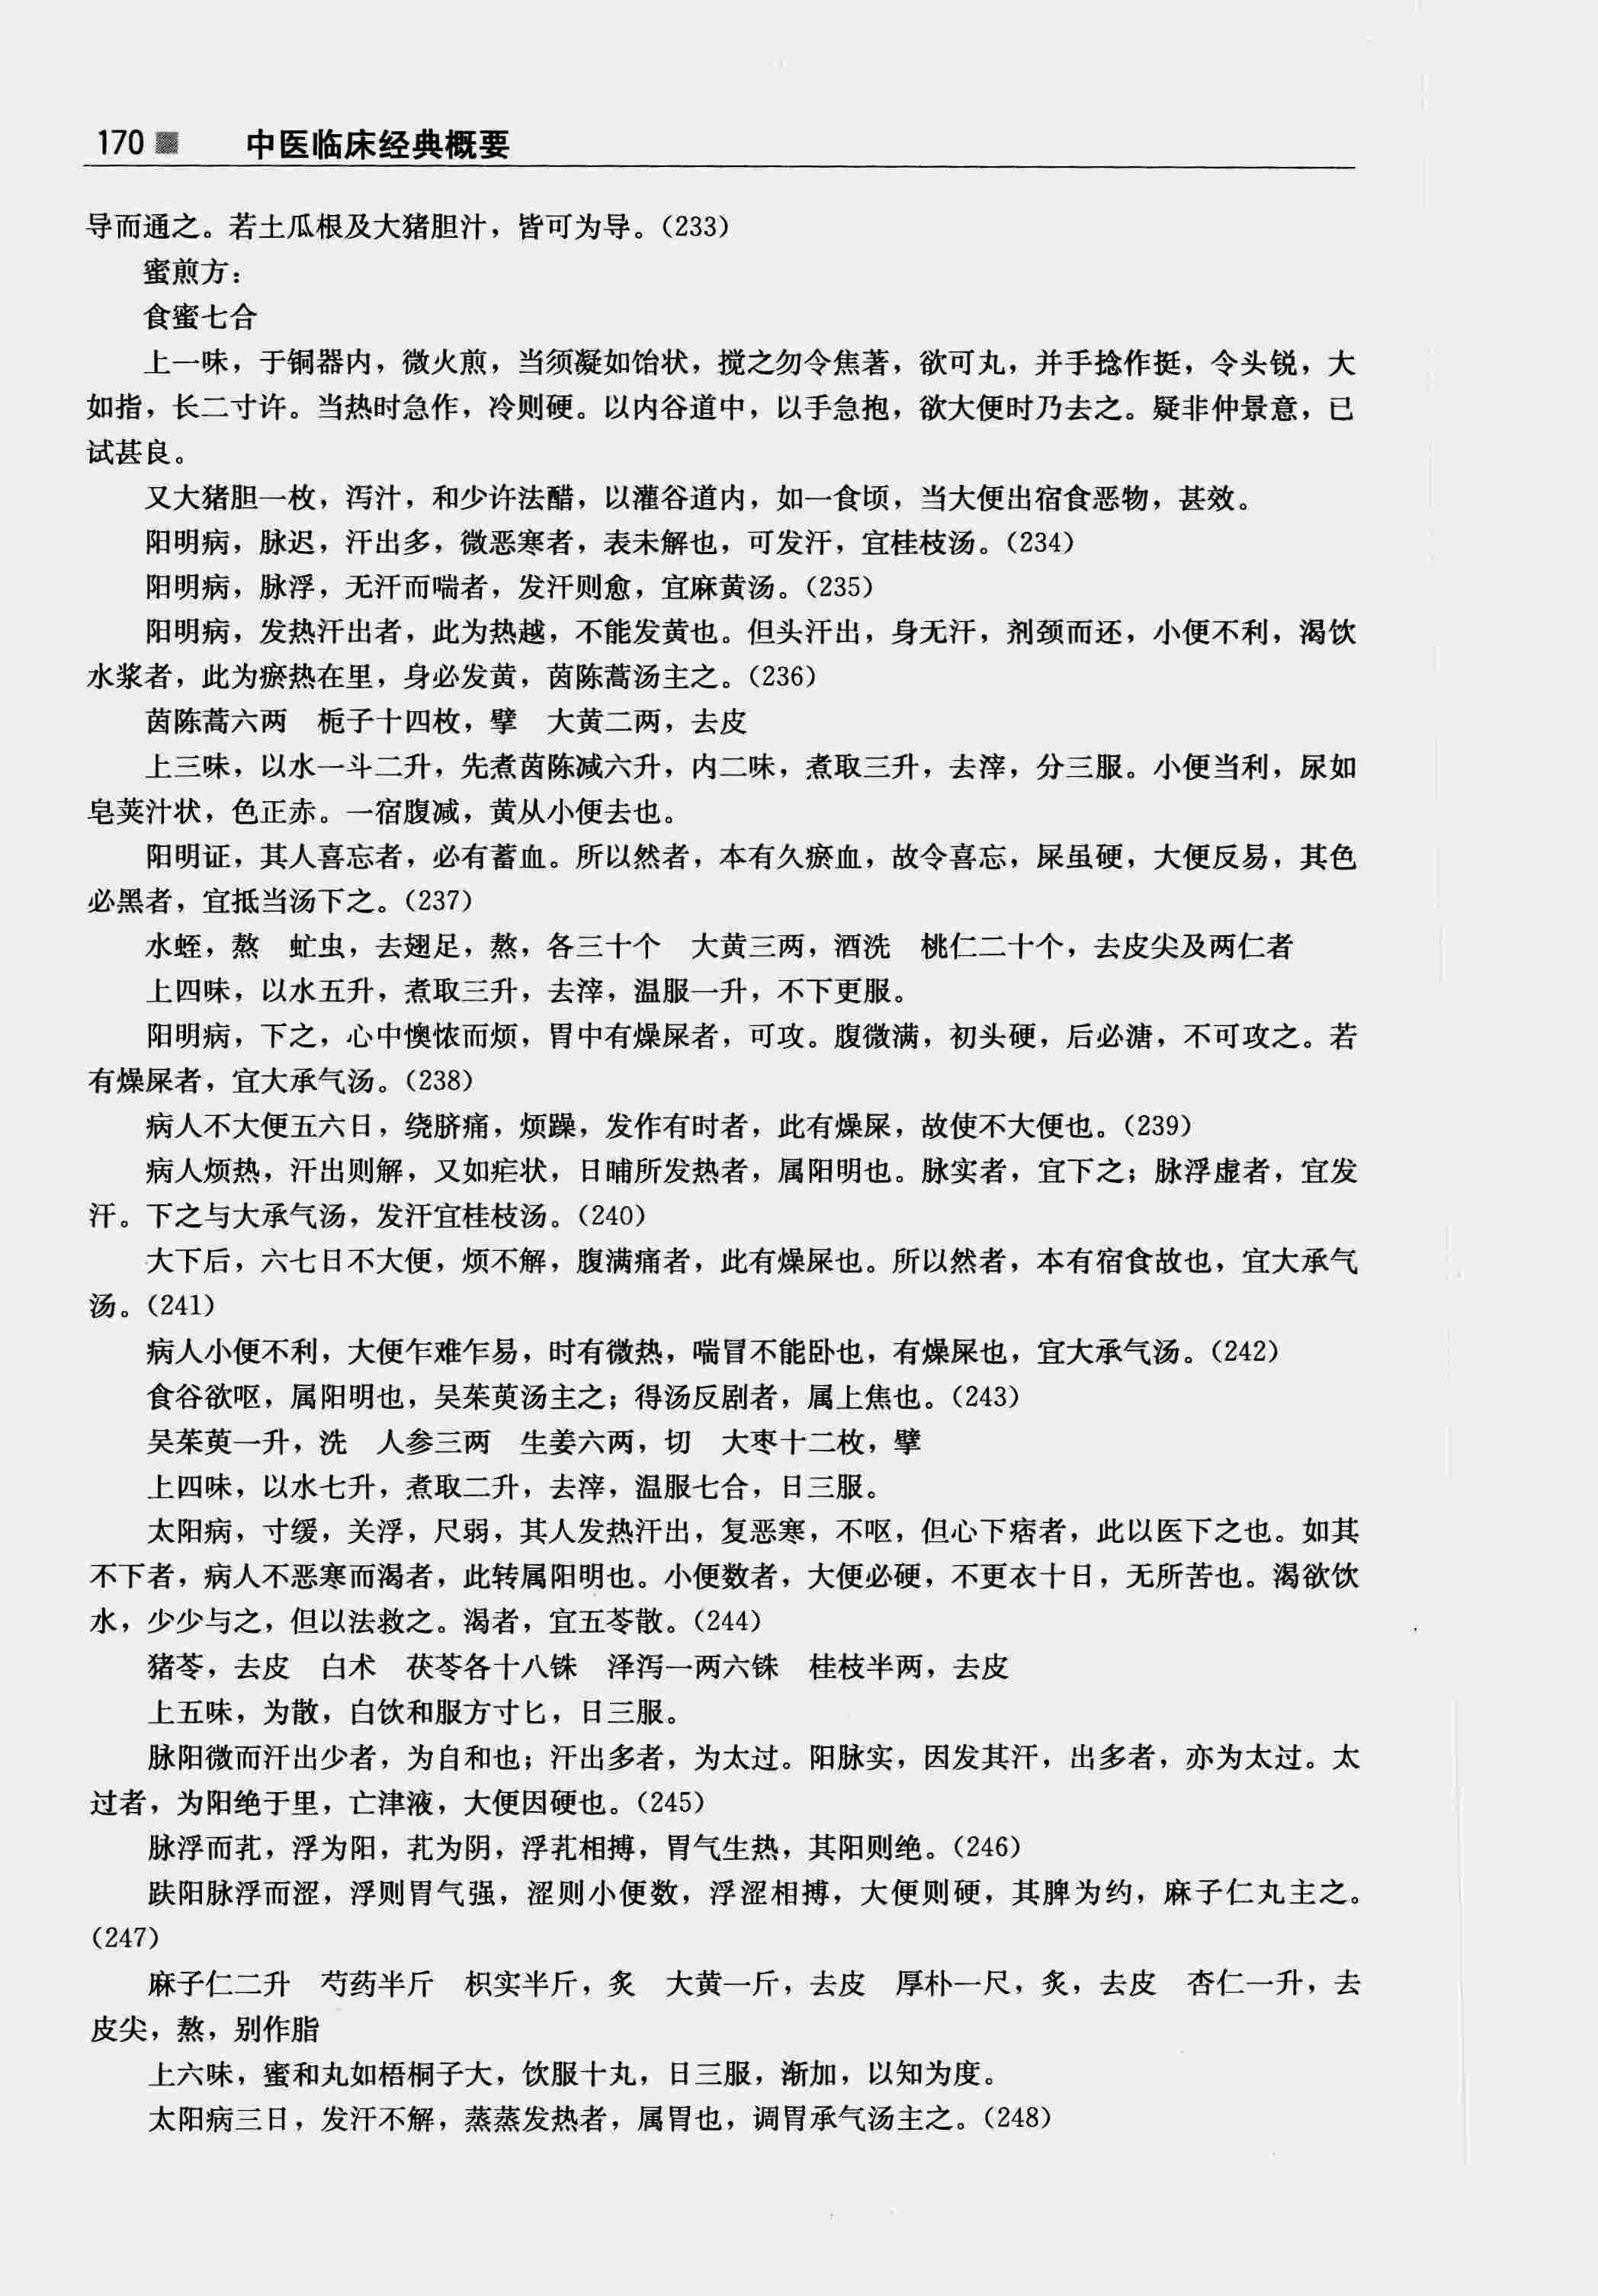 170 中医临床经典概要
导而通之。若土瓜根及大猪胆汁，皆可为导。（233）
蜜煎方：
食蜜七合
上一味，于铜器内，微火煎，当须凝如饴状，搅之勿令焦著，欲可丸，并手捻作挺，令头锐，大
如指，长二寸许。当热时急作，冷则硬。以内谷道中，以手急抱，欲大便时乃去之。疑非仲景意，已
试甚良。
又大猪胆一枚，泻汁，和少许法醋，以灌谷道内，如一食顷，当大便出宿食恶物，甚效。
阳明病，脉迟，汗出多，微恶寒者，表未解也，可发汗，宜桂枝汤。（234）
阳明病，脉浮，无汗而喘者，发汗则愈，宜麻黄汤。（235）
阳明病，发热汗出者，此为热越，不能发黄也。但头汗出，身无汗，剂颈而还，小便不利，渴饮
水浆者，此为瘀热在里，身必发黄，茵陈蒿汤主之。（236）
茵陈蒿六两　栀子十四枚，擘　大黄二两，去皮
上三味，以水一斗二升，先煮茵陈减六升，内二味，煮取三升，去滓，分三服。小便当利，尿如
皂荚汁状，色正赤。一宿腹减，黄从小便去也。
阳明证，其人喜忘者，必有蓄血。所以然者，本有久瘀血，故令喜忘，屎虽硬，大便反易，其色
必黑者，宜抵当汤下之。（237）
水蛭，熬　虻虫，去翅足，熬，各三十个　大黄三两，酒洗　桃仁二十个，去皮尖及两仁者
上四味，以水五升，煮取三升，去滓，温服一升，不下更服。
阳明病，下之，心中懊憹而烦，胃中有燥屎者，可攻。腹微满，初头硬，后必溏，不可攻之。若
有燥屎者，宜大承气汤。（238）
病人不大便五六日，绕脐痛，烦躁，发作有时者，此有燥屎，故使不大便也。（239）
病人烦热，汗出则解，又如疟状，日晡所发热者，属阳明也。脉实者，宜下之；脉浮虚者，宜发
汗。下之与大承气汤，发汗宜桂枝汤。（240）
大下后，六七日不大便，烦不解，腹满痛者，此有燥屎也。所以然者，本有宿食故也，宜大承气
汤。（241）
病人小便不利，大便乍难乍易，时有微热，喘冒不能卧也，有燥屎也，宜大承气汤。（242）
食谷欲呕，属阳明也，吴茱萸汤主之；得汤反剧者，属上焦也。（243）
吴茱萸一升，洗　人参三两　生姜六两，切　大枣十二枚，擘
上四味，以水七升，煮取二升，去滓，温服七合，日三服。
太阳病，寸缓，关浮，尺弱，其人发热汗出，复恶寒，不呕，但心下痞者，此以医下之也。如其
不下者，病人不恶寒而渴者，此转属阳明也。小便数者，大便必硬，不更衣十日，无所苦也。渴欲饮
水，少少与之，但以法救之。渴者，宜五苓散。（244）
猪苓，去皮　白术　茯苓各十八铢　泽泻一两六铢　桂枝半两，去皮
上五味，为散，白饮和服方寸匕，日三服。
脉阳微而汗出少者，为自和也；汗出多者，为太过。阳脉实，因发其汗，出多者，亦为太过。太
过者，为阳绝于里，亡津液，大便因硬也。（245）
脉浮而芤，浮为阳，芤为阴，浮芤相搏，胃气生热，其阳则绝。（246）
趺阳脉浮而涩，浮则胃气强，涩则小便数，浮涩相搏，大便则硬，其脾为约，麻子仁丸主之。
（247）
麻子仁二升　芍药半斤　枳实半斤，炙　大黄一斤，去皮　厚朴一尺，炙，去皮　杏仁一升，去
皮尖，熬，别作脂
上六味，蜜和丸如梧桐子大，饮服十丸，日三服，渐加，以知为度。
太阳病三日，发汗不解，蒸蒸发热者，属胃也，调胃承气汤主之。（248）